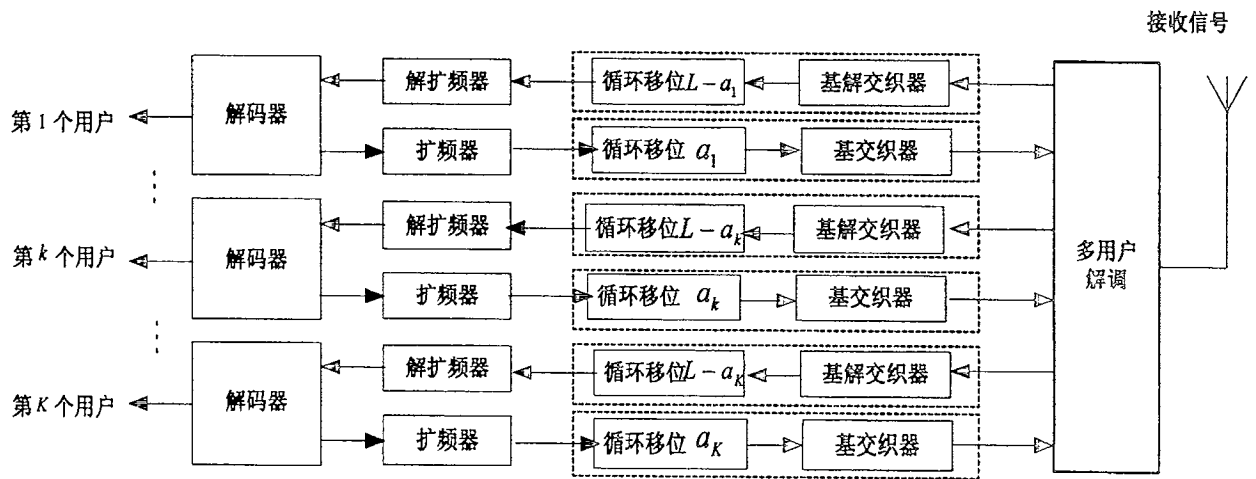 接收信号
解扩频器
循环移位L-a₁
基解交织器
第1个用户
解码器
扩频器
循环移位 a₁
基交织器
解扩频器
循环移位L-aₖ
基解交织器
第k个用户
解码器
扩频器
循环移位 aₖ
基交织器
多用户
解调
解扩频器
循环移位L-a_K
基解交织器
第K个用户
解码器
扩频器
循环移位 a_K
基交织器